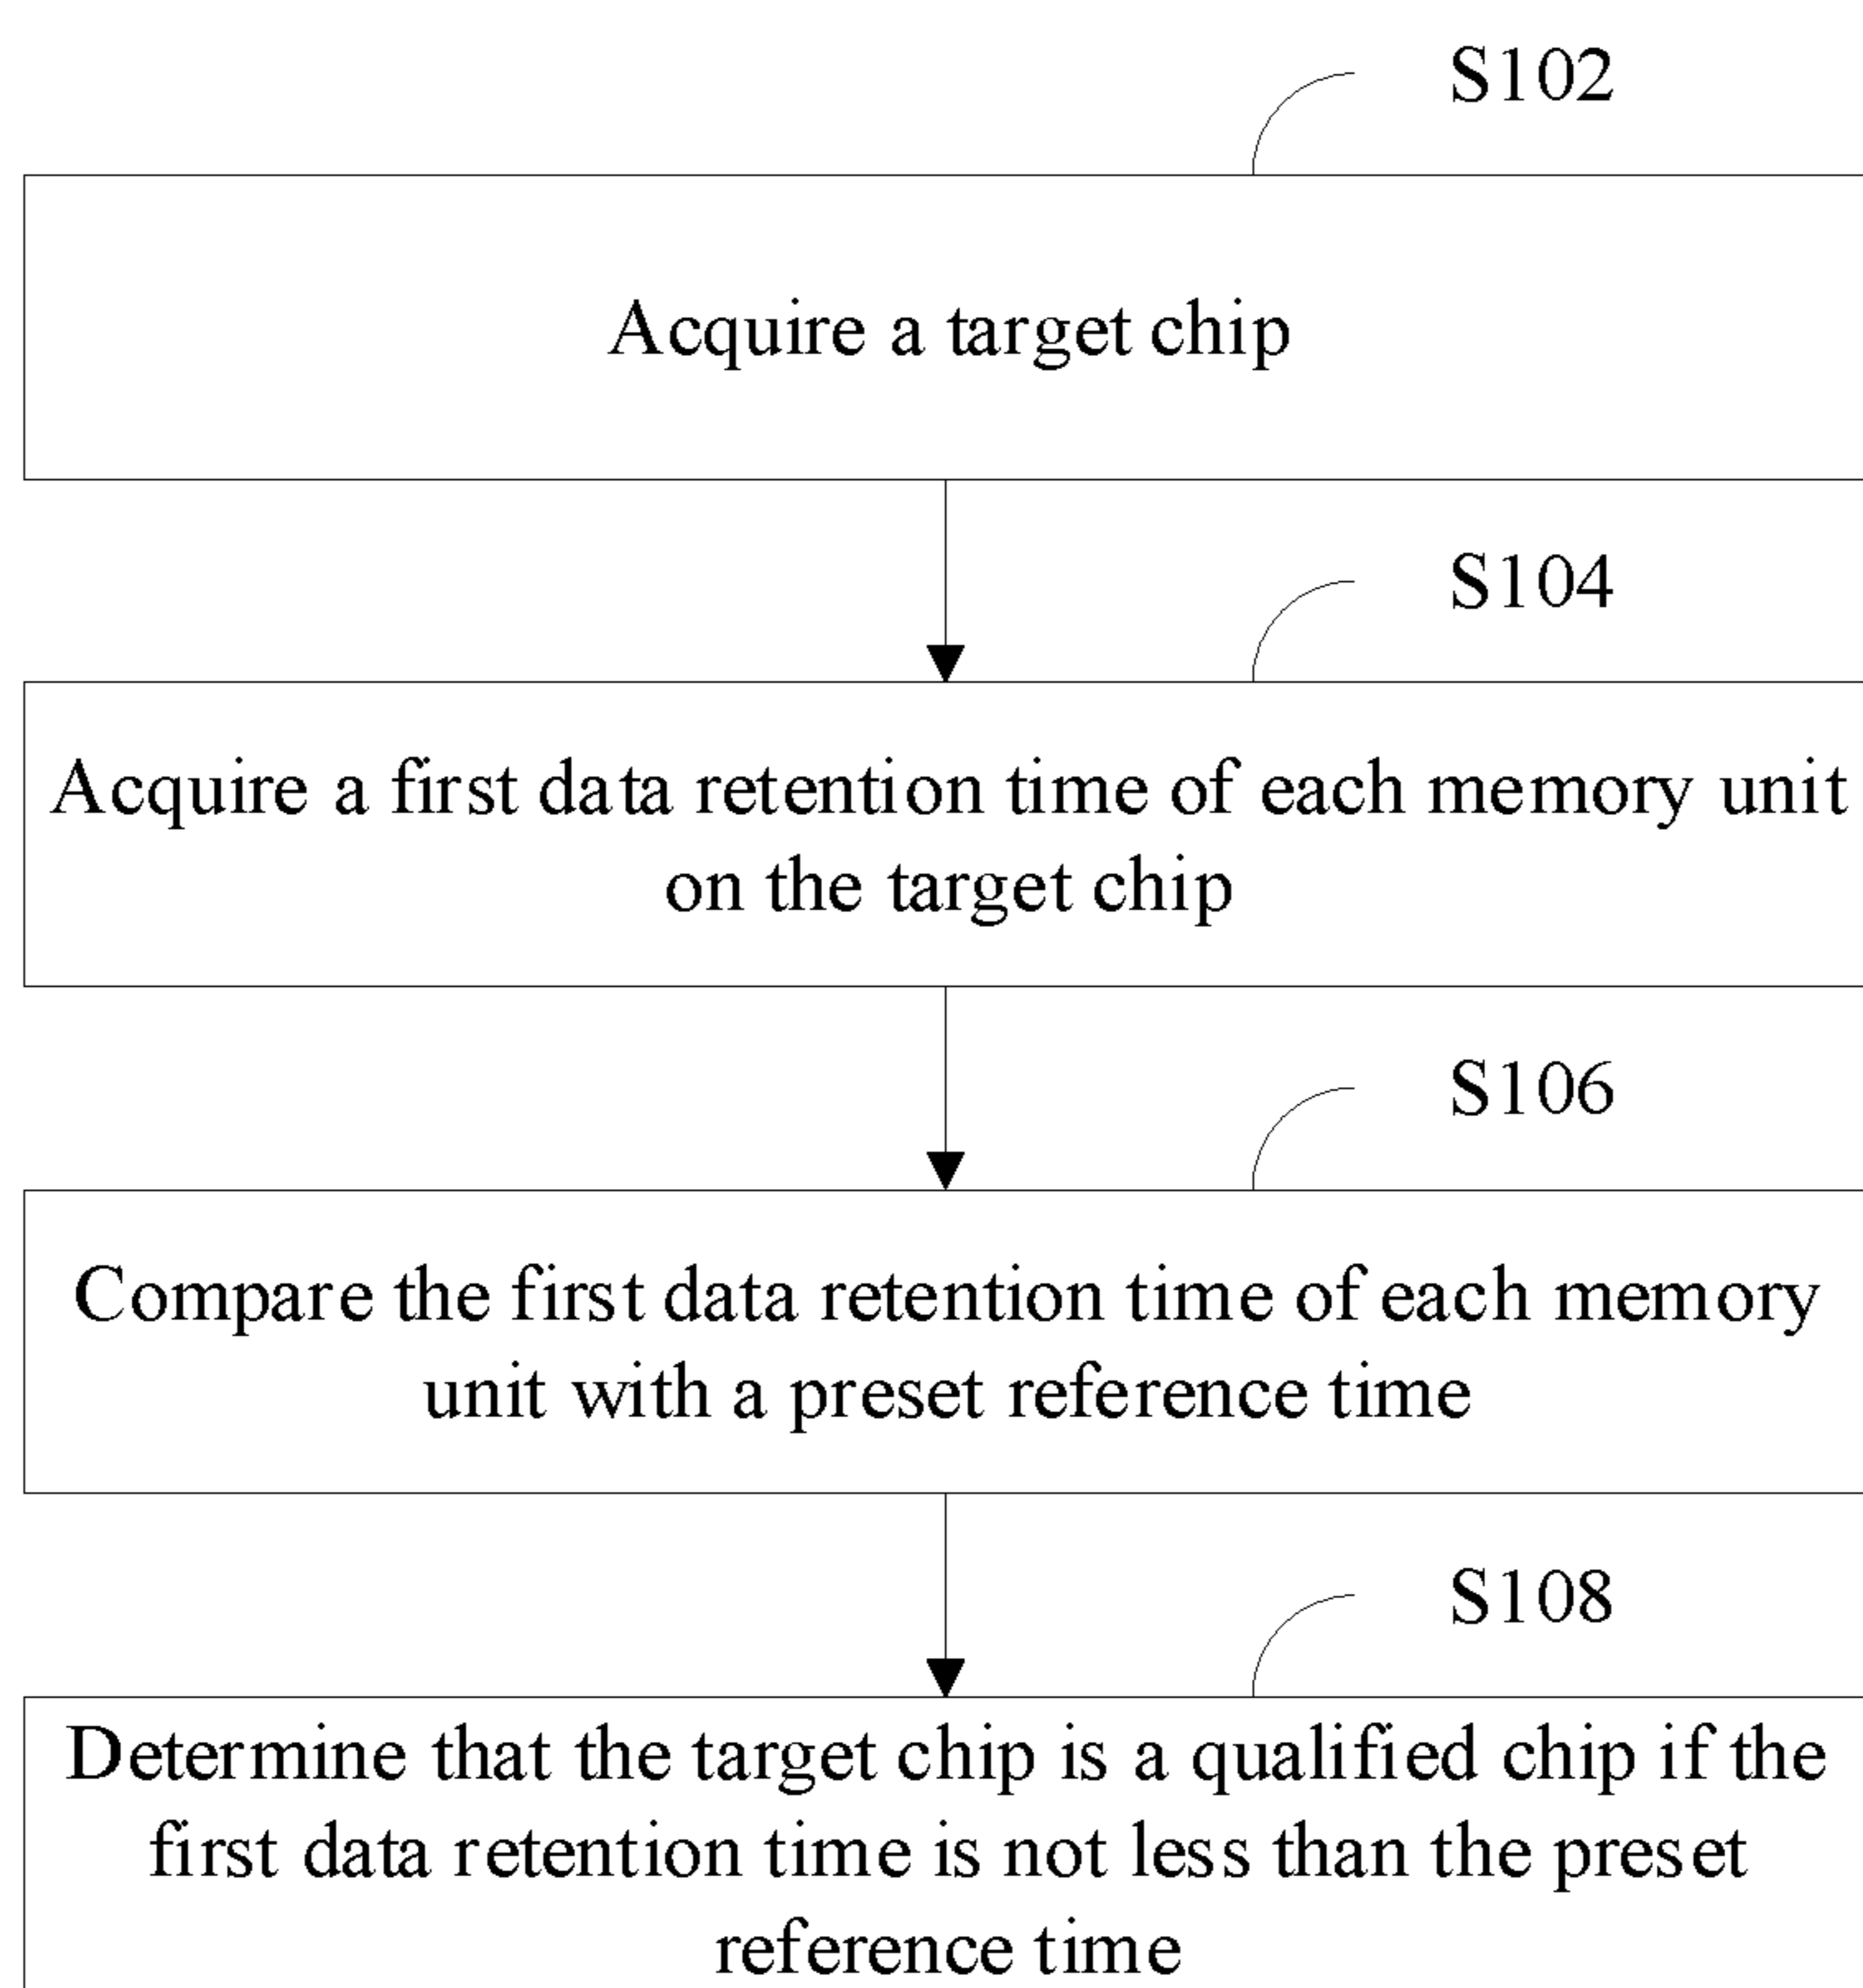 S102
Acquire a target chip
S104
Acquire a first data retention time of each memory unit
on the target chip
S106
Compare the first data retention time of each memory
unit with a preset reference time
S108
Determine that the target chip is a qualified chip if the
first data retention time is not less than the preset
reference time